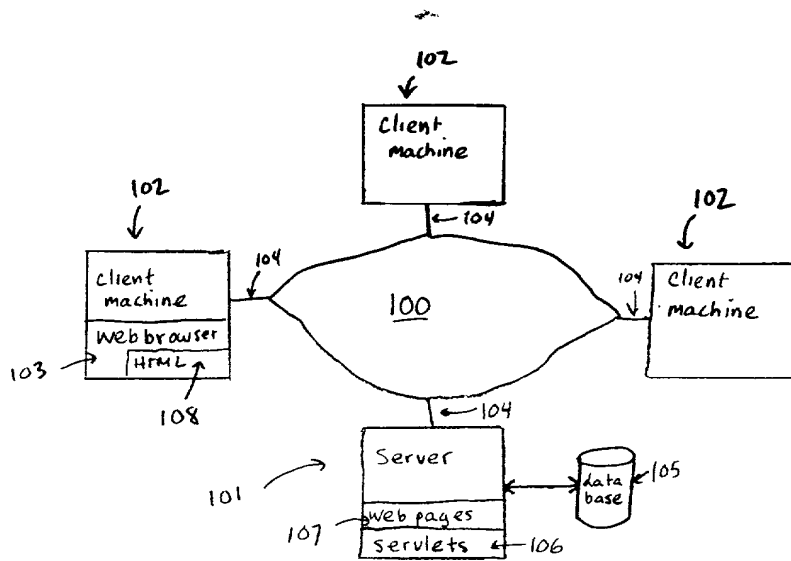 102
Client
machine
104
102
Client
machine
Web browser
HTML
103
108
104
100
102
104
Client
machine
104
101
Server
Web pages
107
Servlets
106
data
base
105